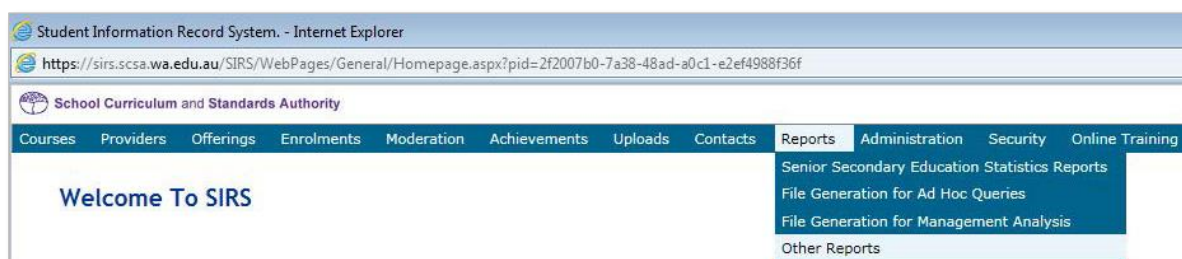 Student Information Record System. - Internet Explorer
https://sirs.scsa.wa.edu.au/SIRS/WebPages/General/Homepage.aspx?pid=2f2007b0-7a38-48ad-a0c1-e2ef4988f36f
School Curriculum and Standards Authority
Courses Providers Offerings Enrolments Moderation Achievements Uploads Contacts Reports Administration Security Online Training
Senior Secondary Education Statistics Reports
Welcome To SIRS
File Generation for Ad Hoc Queries
File Generation for Management Analysis
Other Reports